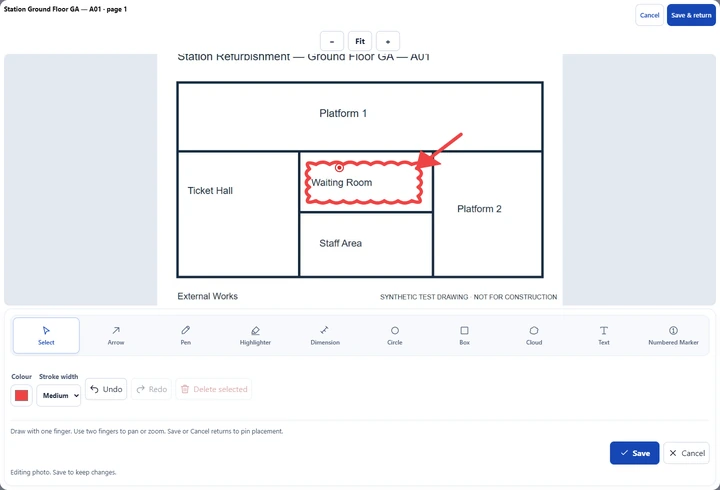 Station Ground Floor GA — A01 - page 1
Cancel
Save & return
−
Fit
+
Station Refurbishment — Ground Floor GA — A01
Platform 1
Waiting Room
Ticket Hall
Platform 2
Staff Area
External Works
SYNTHETIC TEST DRAWING · NOT FOR CONSTRUCTION
Select
Arrow
Pen
Highlighter
Dimension
Circle
Box
Cloud
Text
Numbered Marker
Colour
Stroke width
Medium
Undo
Redo
Delete selected
Draw with one finger. Use two fingers to pan or zoom. Save or Cancel returns to pin placement.
Save
Cancel
Editing photo. Save to keep changes.